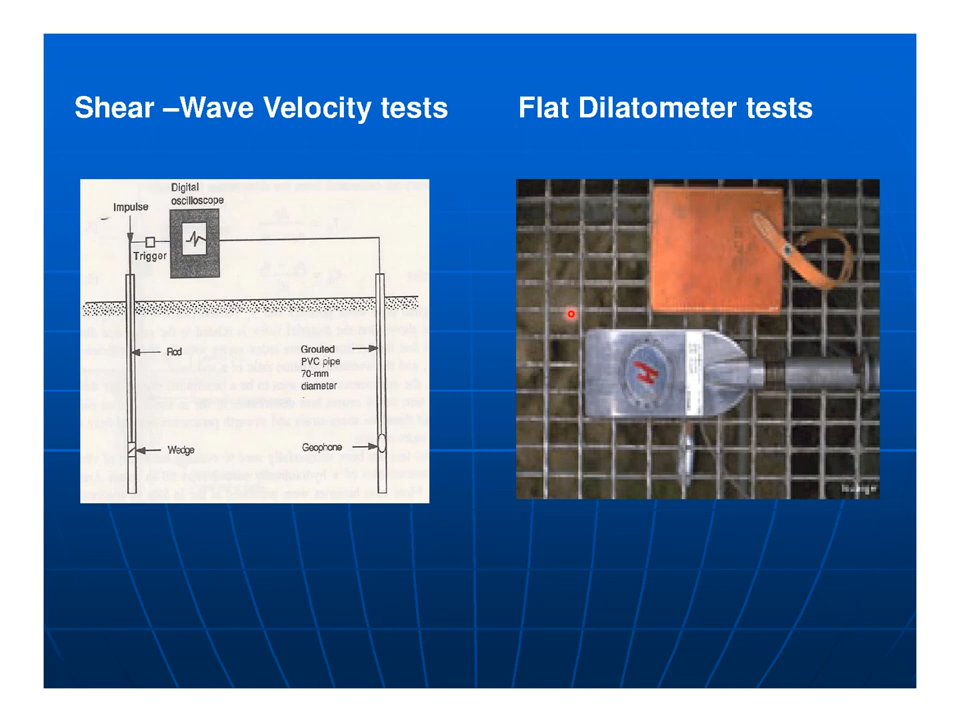 Shear –Wave Velocity tests
Flat Dilatometer tests
Digital
oscilloscope
Impulse
Trigger
Rod
Grouted
PVC pipe
70-mm
diameter
Wedge
Geophone